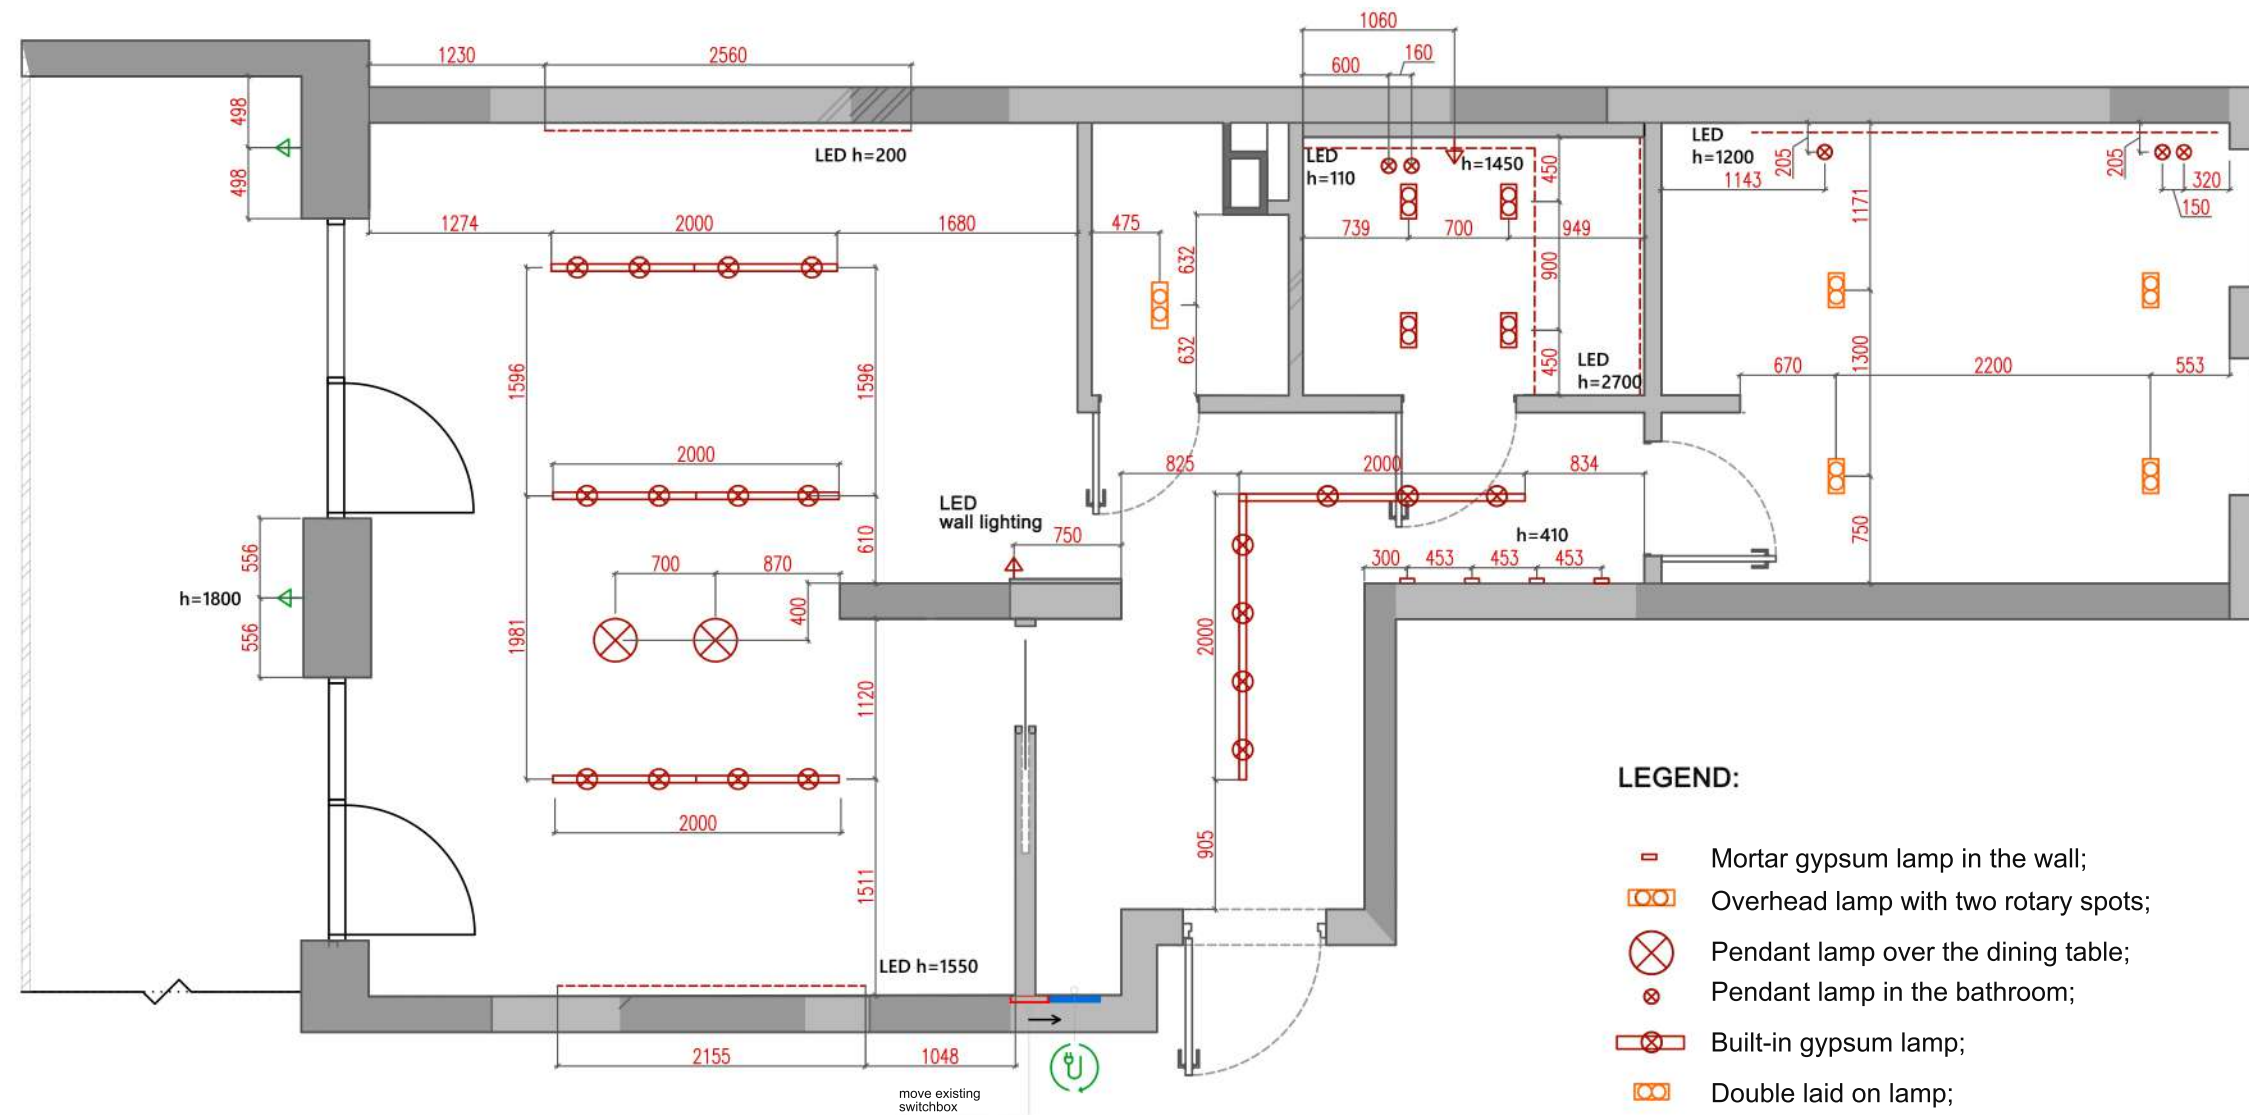 1060
160
600
1230
2560
498
498
LED h=200
LED
h=110
h=1450
450
LED
h=1200
205
1143
1171
205
320
150
1274
2000
1680
475
632
632
739
700
949
900
450
LED
h=2700
1596
1596
670
1300
2200
553
2000
825
2000
834
LED
wall lighting
750
610
h=410
300
453
453
453
750
556
556
h=1800
700
870
400
1981
1120
2000
2000
905
1511
LED h=1550
2155
1048
move existing
switchbox
LEGEND:
Mortar gypsum lamp in the wall;
Overhead lamp with two rotary spots;
Pendant lamp over the dining table;
Pendant lamp in the bathroom;
Built-in gypsum lamp;
Double laid on lamp;